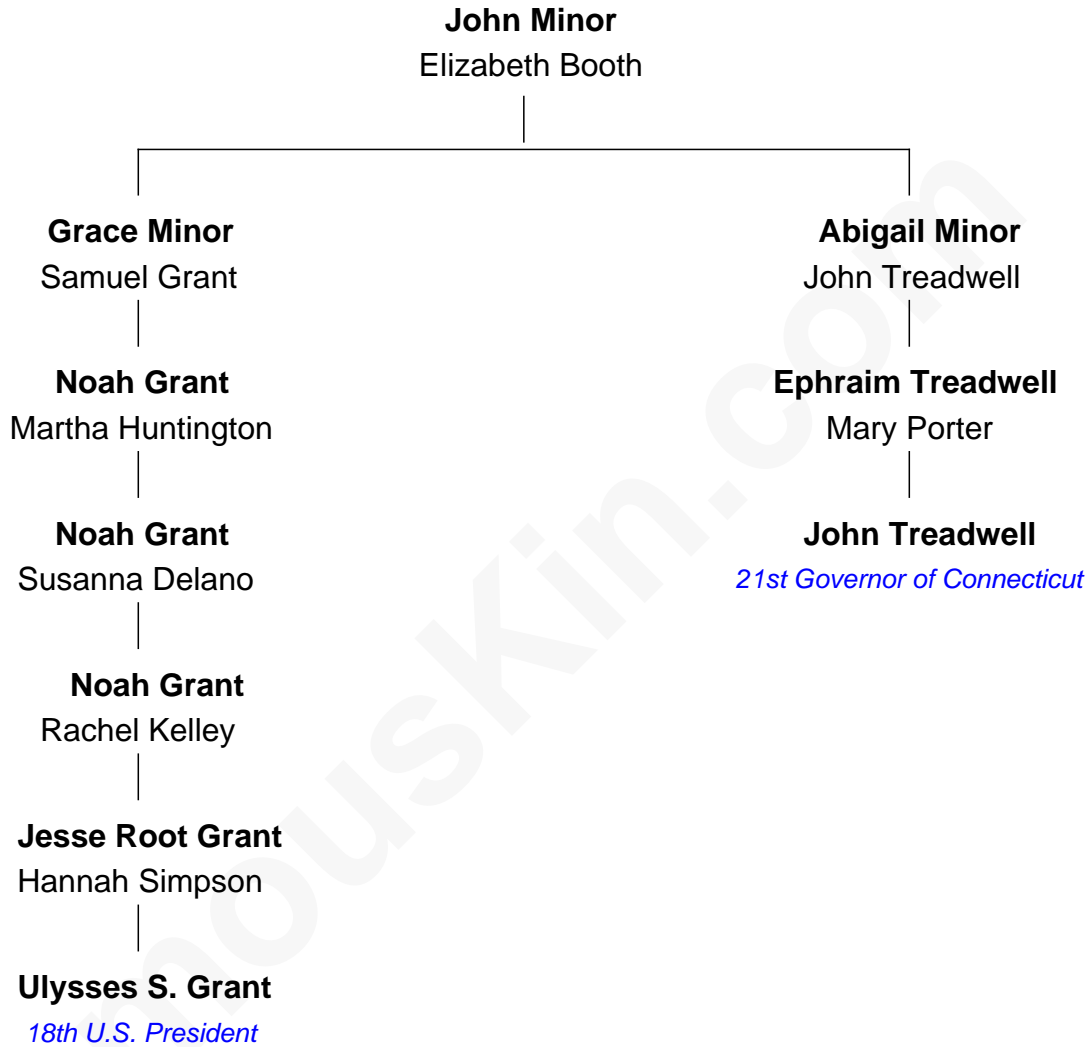 John Minor
Elizabeth Booth
Grace Minor
Samuel Grant
Abigail Minor
John Treadwell
Noah Grant
Martha Huntington
Ephraim Treadwell
Mary Porter
Noah Grant
Susanna Delano
John Treadwell
21st Governor of Connecticut
Noah Grant
Rachel Kelley
Jesse Root Grant
Hannah Simpson
Ulysses S. Grant
18th U.S. President
mousKin.com